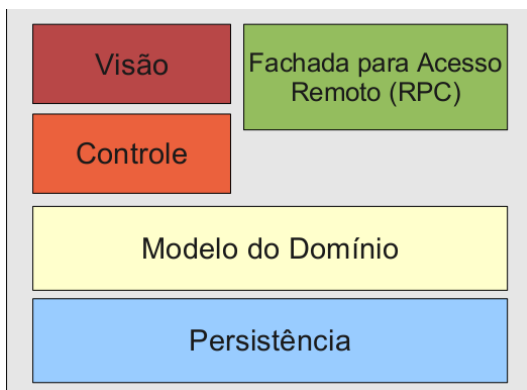 Visão
Fachada para Acesso
Remoto (RPC)
Controle
Modelo do Domínio
Persistência